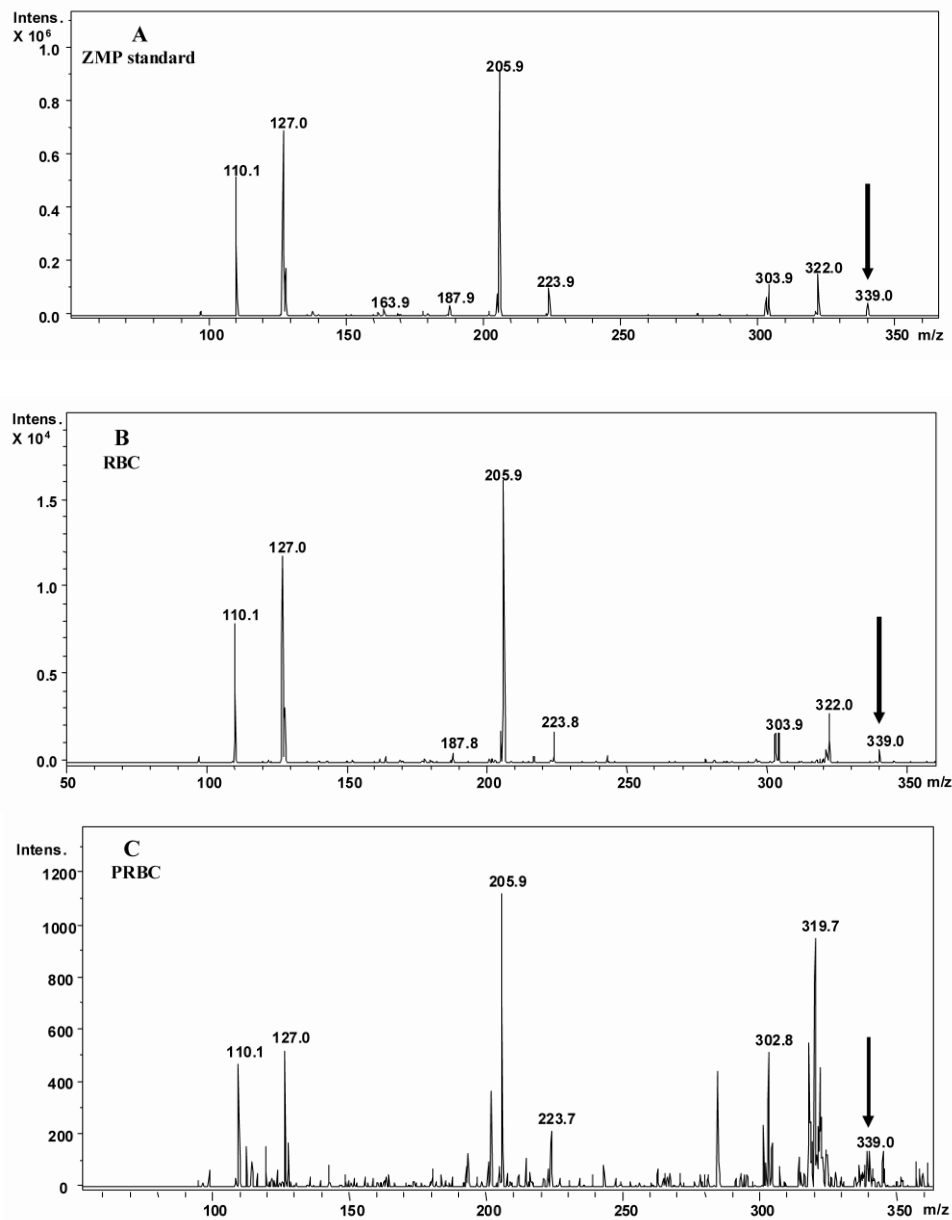 Intens.
X 10^6
A
ZMP standard
1.0
0.8
0.6
0.4
0.2
0.0
110.1
127.0
163.9
187.9
205.9
223.9
303.9
322.0
339.0
100 150 200 250 300 350 m/z
Intens.
X 10^4
B
RBC
1.5
1.0
0.5
0.0
110.1
127.0
187.8
205.9
223.8
303.9
322.0
339.0
50 100 150 200 250 300 350 m/z
Intens.
C
PRBC
1200
1000
800
600
400
200
0
110.1
127.0
205.9
223.7
302.8
319.7
339.0
100 150 200 250 300 350 m/z